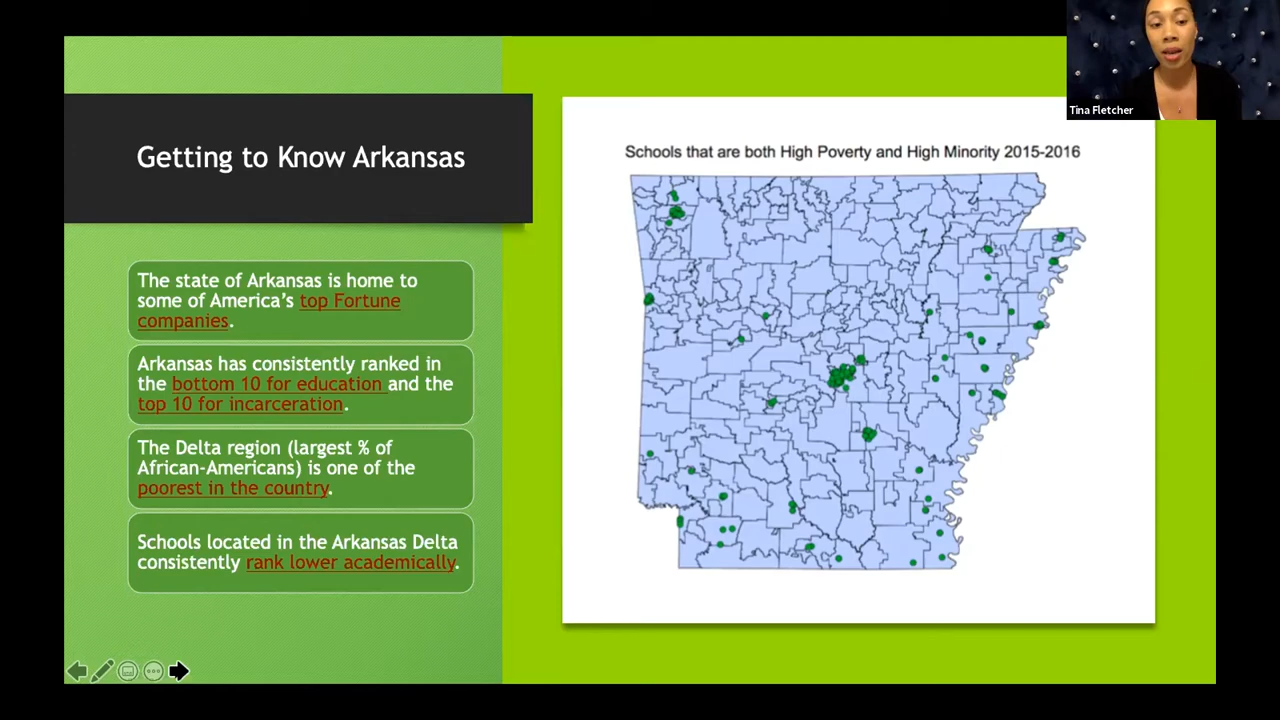 Tina Fletcher
Getting to Know Arkansas
The state of Arkansas is home to
some of America’s top Fortune
companies.
Arkansas has consistently ranked in
the bottom 10 for education and the
top 10 for incarceration.
The Delta region (largest % of
African-Americans) is one of the
poorest in the country.
Schools located in the Arkansas Delta
consistently rank lower academically.
Schools that are both High Poverty and High Minority 2015-2016